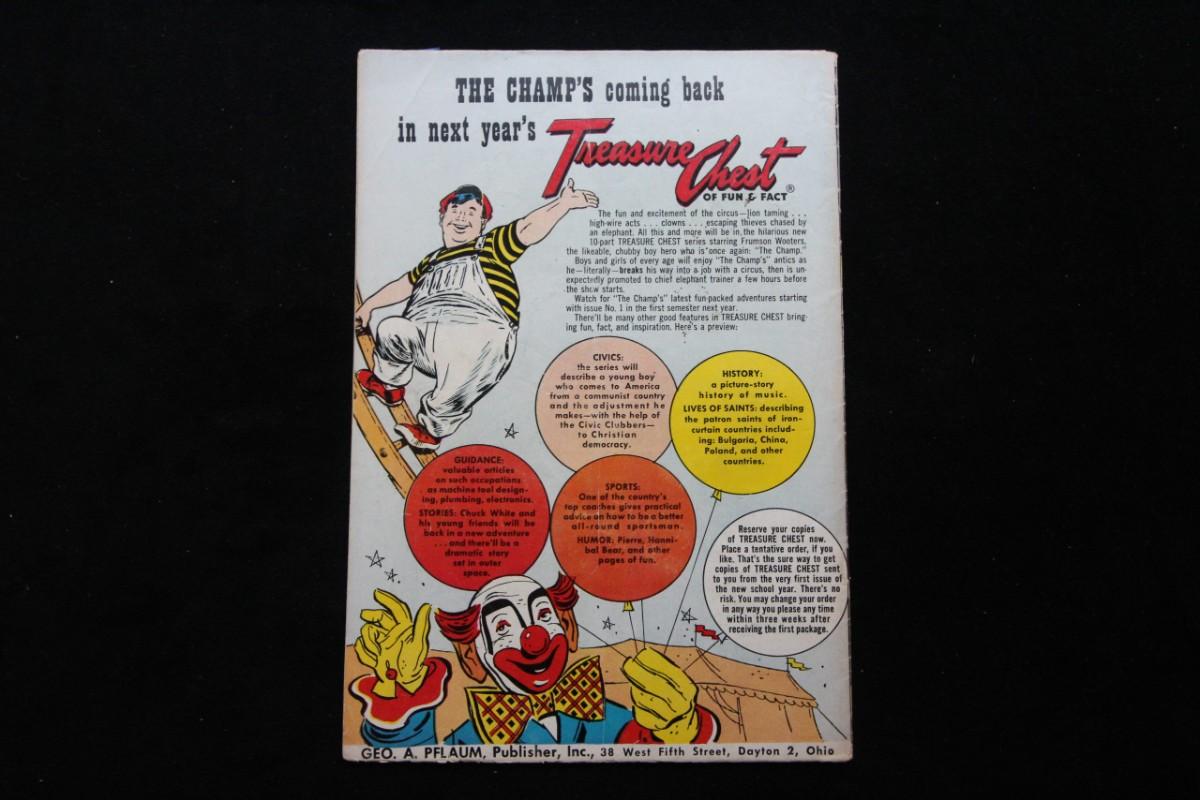 THE CHAMP'S coming back
in next year's Treasure Chest®
OF FUN & FACT
The fun and excitement of the circus—lion taming . . .
high-wire acts . . . clowns . . . escaping thieves chased by
an elephant. All this and more will be in the hilarious new
10-part TREASURE CHEST series starring Frumson Wooters,
the likeable, chubby boy hero who is once again: "The Champ."
Boys and girls of every age will enjoy "The Champ's" antics as
he—literally—breaks his way into a job with a circus, then is un-
expectedly promoted to chief elephant trainer a few hours before
the show starts.
Watch for "The Champ's" latest fun-packed adventures starting
with issue No. 1 in the first semester next year.
There'll be many other good features in TREASURE CHEST bring-
ing fun, fact, and inspiration. Here's a preview:
CIVICS:
the series will
describe a young boy
who comes to America
from a communist country
and the adjustment he
makes—with the help of
the Civic Clubbers—
to Christian
democracy.
HISTORY:
a picture-story
history of music.
LIVES OF SAINTS: describing
the patron saints of iron-
curtain countries includ-
ing: Bulgaria, China,
Poland, and other
countries.
GUIDANCE:
valuable articles
on such occupations
as machine tool design-
ing, plumbing, electronics.
STORIES: Chuck White and
his young friends will be
back in a new adventure
. . . and there'll be a
dramatic story
set in outer
space.
SPORTS:
One of the country's
top coaches gives practical
advice on how to be a better
all-round sportsman.
HUMOR: Pierre, Hanni-
bal Bear, and other
pages of fun.
Reserve your copies
of TREASURE CHEST now.
Place a tentative order, if you
like. That's the sure way to get
copies of TREASURE CHEST sent
to you from the very first issue of
the new school year. There's no
risk. You may change your order
in any way you please any time
within three weeks after
receiving the first package.
GEO. A. PFLAUM, Publisher, Inc., 38 West Fifth Street, Dayton 2, Ohio